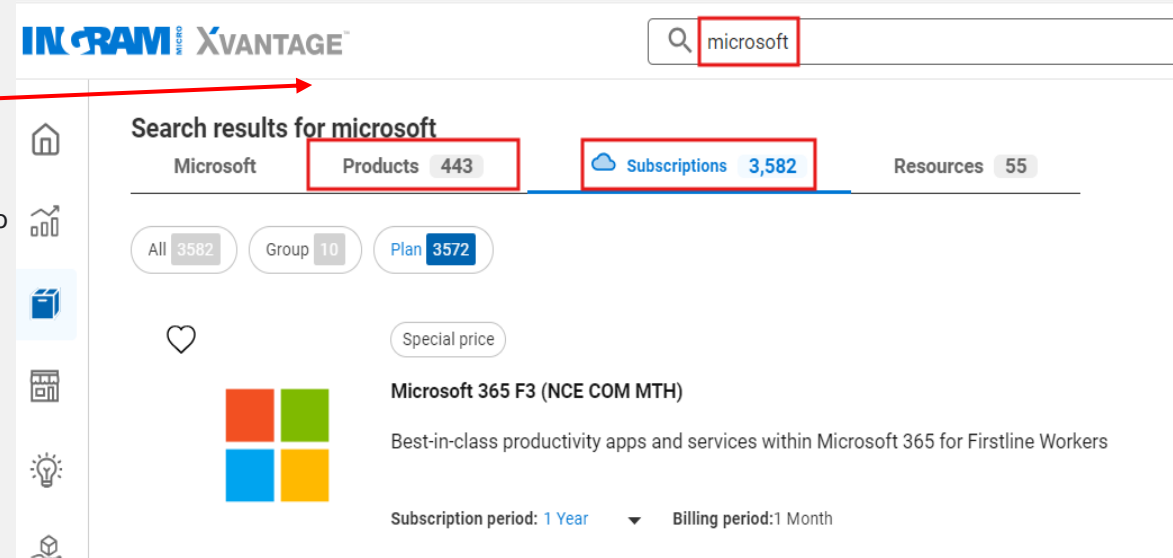 INGRAM MICRO XVANTAGE
microsoft
Search results for microsoft
Microsoft
Products 443
Subscriptions 3,582
Resources 55
All 3582
Group 10
Plan 3572
Special price
Microsoft 365 F3 (NCE COM MTH)
Best-in-class productivity apps and services within Microsoft 365 for Firstline Workers
Subscription period: 1 Year
Billing period:1 Month